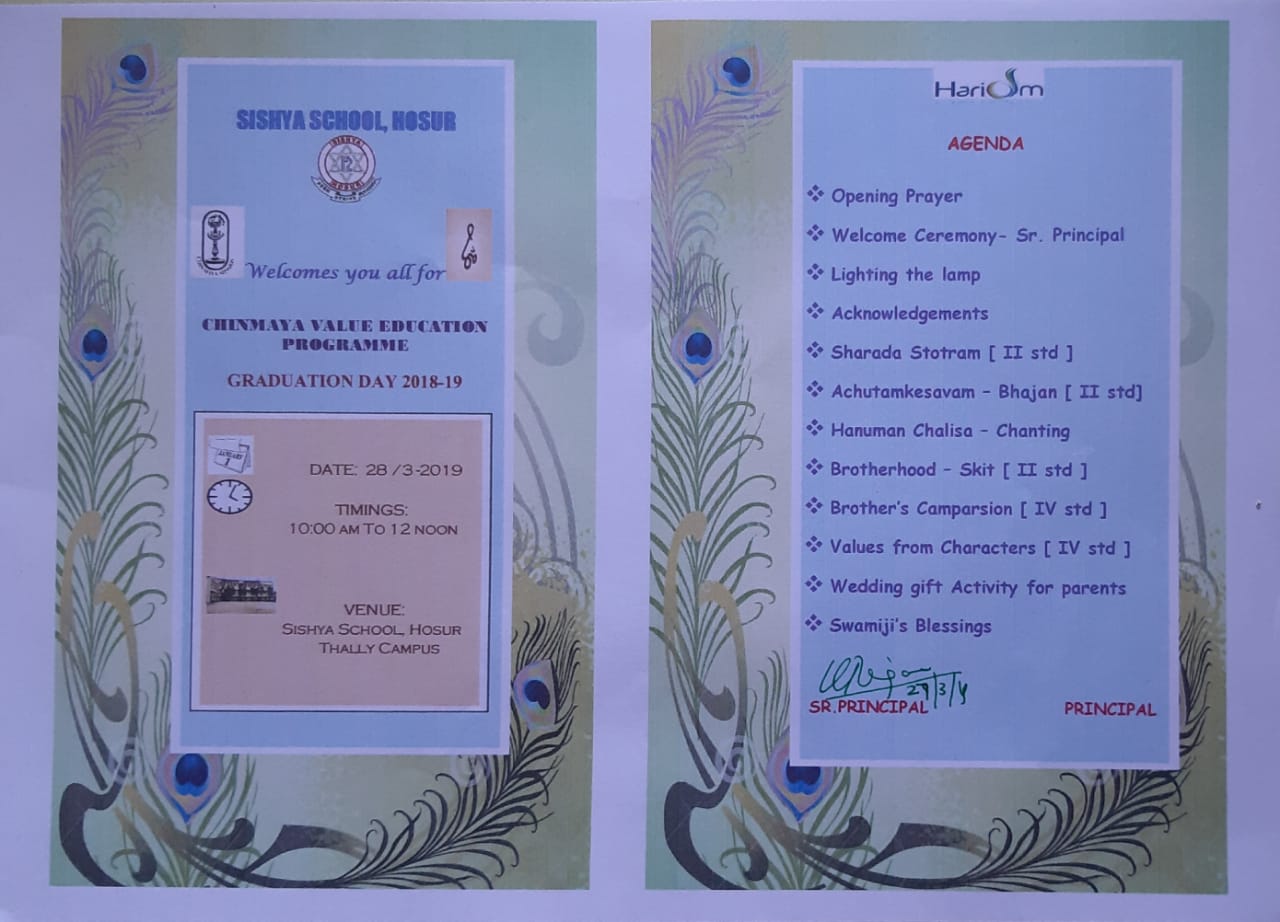 SISHYA SCHOOL, HOSUR
SISHYA
HOSUR
Welcomes you all for
CHINMAYA VALUE EDUCATION
PROGRAMME
GRADUATION DAY 2018-19
JANUARY
1
DATE: 28 /3-2019
TIMINGS:
10:00 AM TO 12 NOON
VENUE:
SISHYA SCHOOL, HOSUR
THALLY CAMPUS
HariOm
AGENDA
❖ Opening Prayer
❖ Welcome Ceremony- Sr. Principal
❖ Lighting the lamp
❖ Acknowledgements
❖ Sharada Stotram [ II std ]
❖ Achutamkesavam – Bhajan [ II std]
❖ Hanuman Chalisa – Chanting
❖ Brotherhood – Skit [ II std ]
❖ Brother's Camparsion [ IV std ]
❖ Values from Characters [ IV std ]
❖ Wedding gift Activity for parents
❖ Swamiji's Blessings
SR.PRINCIPAL
PRINCIPAL